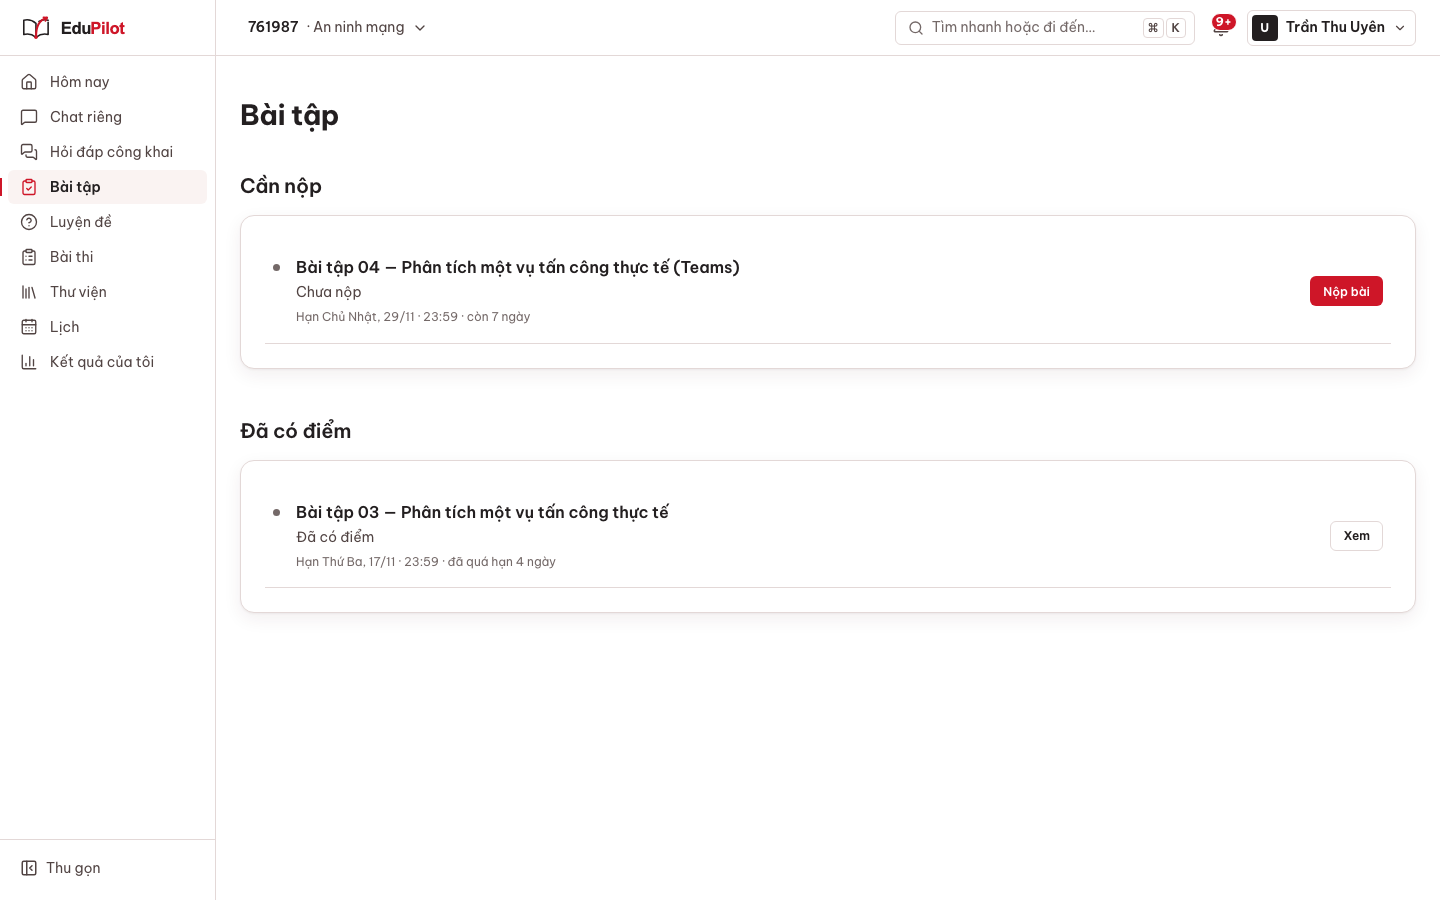 EduPilot
761987 · An ninh mạng
Tìm nhanh hoặc đi đến...
⌘ K
9+
U
Trần Thu Uyên
Hôm nay
Chat riêng
Hỏi đáp công khai
Bài tập
Luyện đề
Bài thi
Thư viện
Lịch
Kết quả của tôi
Thu gọn
Bài tập
Cần nộp
Bài tập 04 — Phân tích một vụ tấn công thực tế (Teams)
Chưa nộp
Hạn Chủ Nhật, 29/11 · 23:59 · còn 7 ngày
Nộp bài
Đã có điểm
Bài tập 03 — Phân tích một vụ tấn công thực tế
Đã có điểm
Hạn Thứ Ba, 17/11 · 23:59 · đã quá hạn 4 ngày
Xem